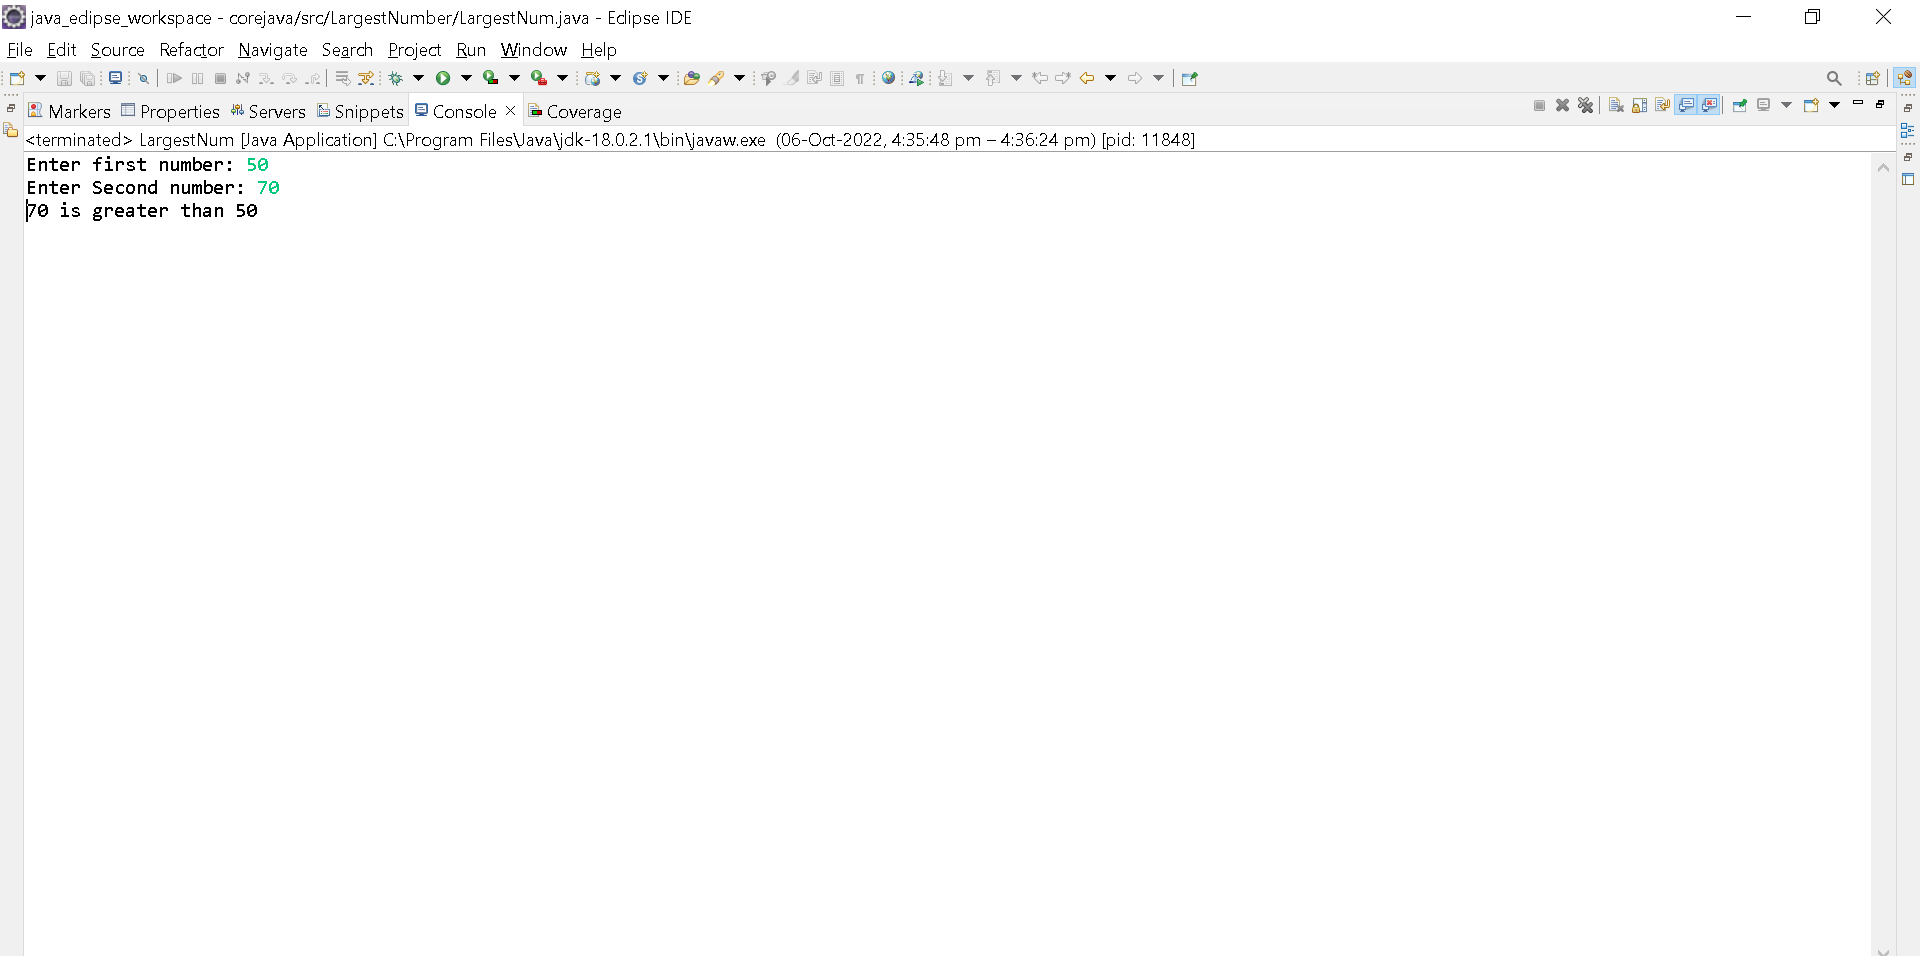 java_eclipse_workspace - corejava/src/LargestNumber/LargestNum.java - Eclipse IDE
File Edit Source Refactor Navigate Search Project Run Window Help
Markers Properties Servers Snippets Console Coverage
<terminated> LargestNum [Java Application] C:\Program Files\Java\jdk-18.0.2.1\bin\javaw.exe (06-Oct-2022, 4:35:48 pm – 4:36:24 pm) [pid: 11848]
Enter first number: 50
Enter Second number: 70
70 is greater than 50